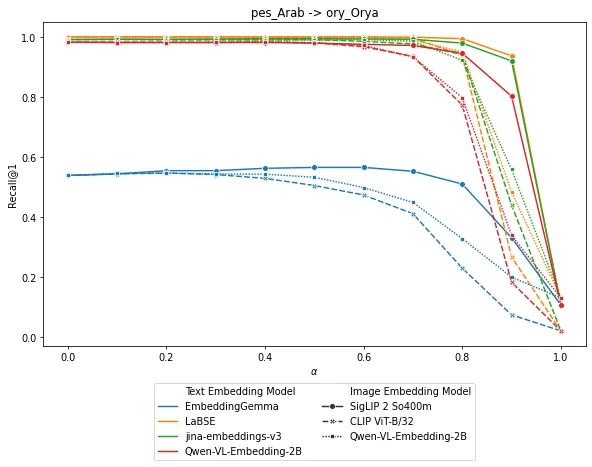 pes_Arab -> ory_Orya
Recall@1
1.0
0.8
0.6
0.4
0.2
0.0
0.0 0.2 0.4 0.6 0.8 1.0
α
Text Embedding Model
EmbeddingGemma
LaBSE
jina-embeddings-v3
Qwen-VL-Embedding-2B
Image Embedding Model
SigLIP 2 So400m
CLIP ViT-B/32
Qwen-VL-Embedding-2B